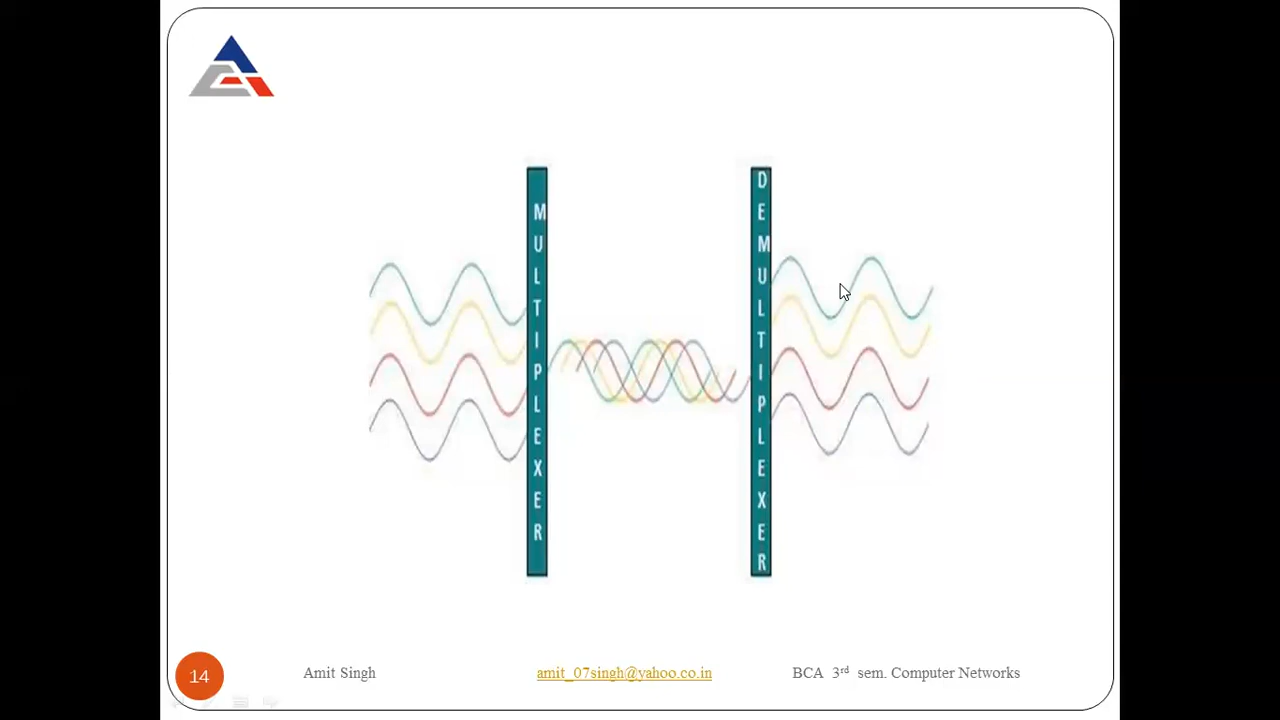 MULTIPLEXER
DEMULTIPLEXER
14
Amit Singh
amit_07singh@yahoo.co.in
BCA 3rd sem. Computer Networks